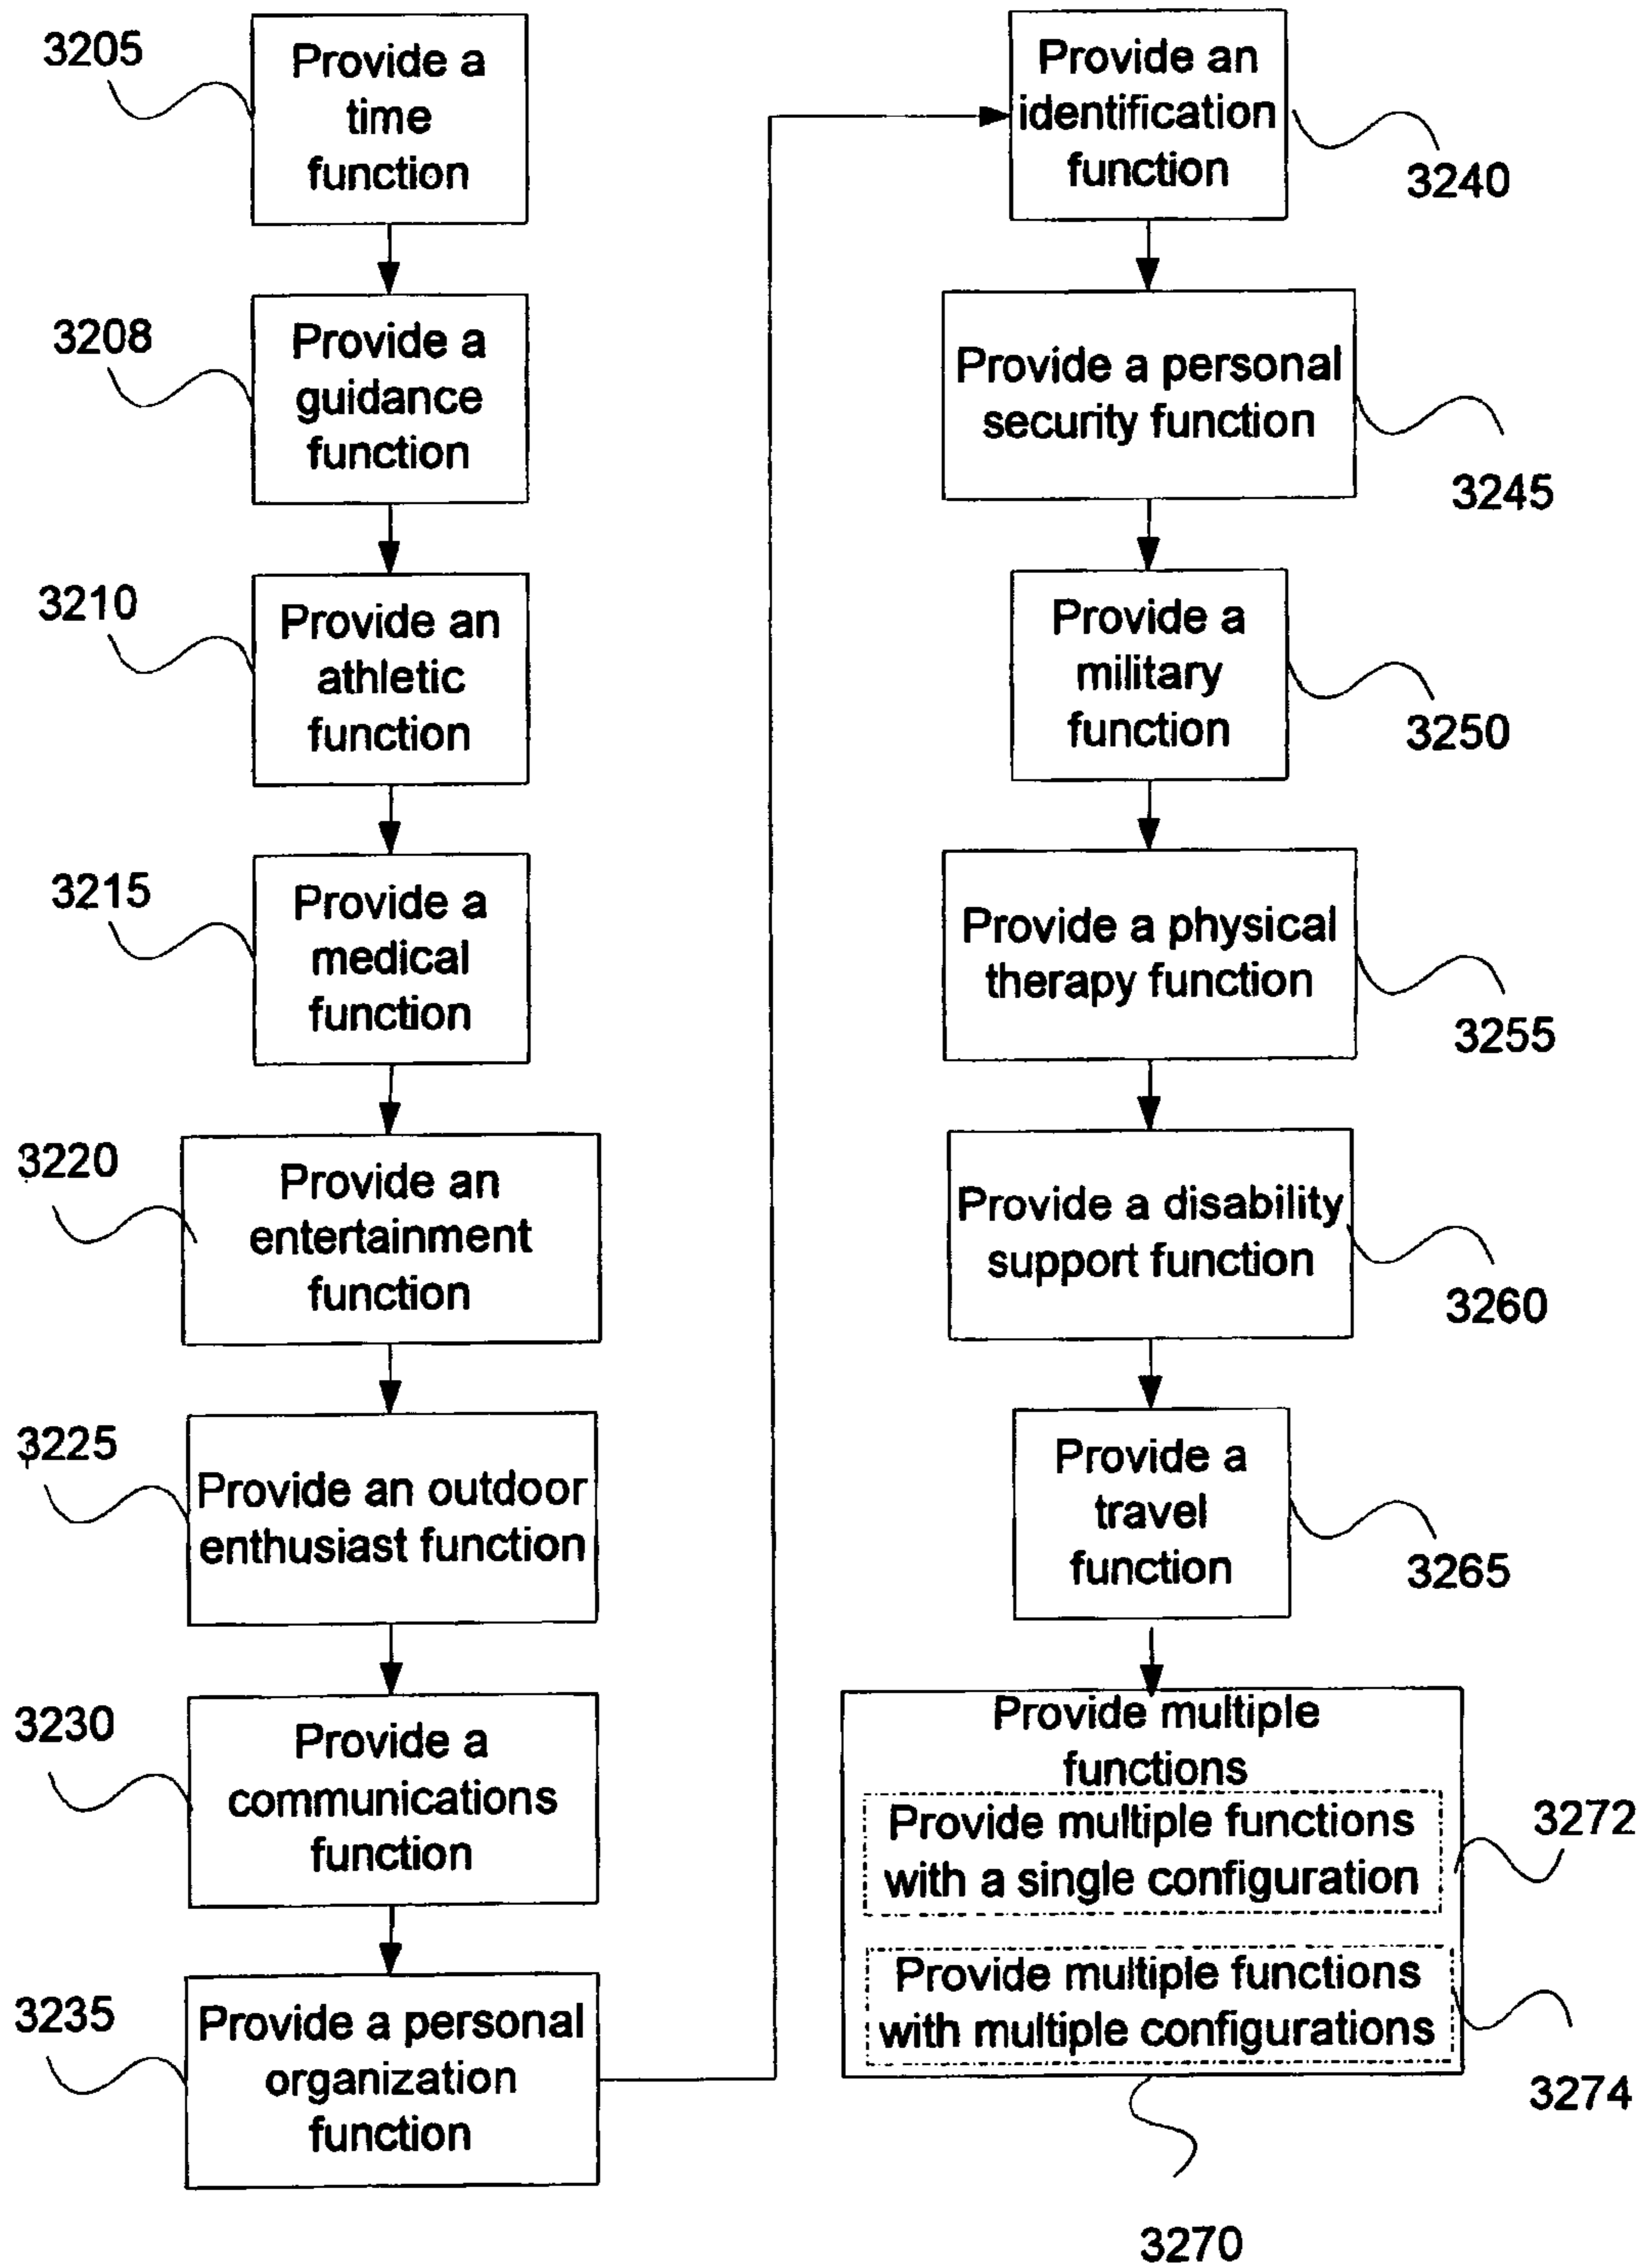 3205
Provide a
time
function
3208
Provide a
guidance
function
3210
Provide an
athletic
function
3215
Provide a
medical
function
3220
Provide an
entertainment
function
3225
Provide an outdoor
enthusiast function
3230
Provide a
communications
function
3235
Provide a personal
organization
function
Provide an
identification
function
3240
Provide a personal
security function
3245
Provide a
military
function
3250
Provide a physical
therapy function
3255
Provide a disability
support function
3260
Provide a
travel
function
3265
Provide multiple
functions
Provide multiple functions
with a single configuration
3272
Provide multiple functions
with multiple configurations
3274
3270